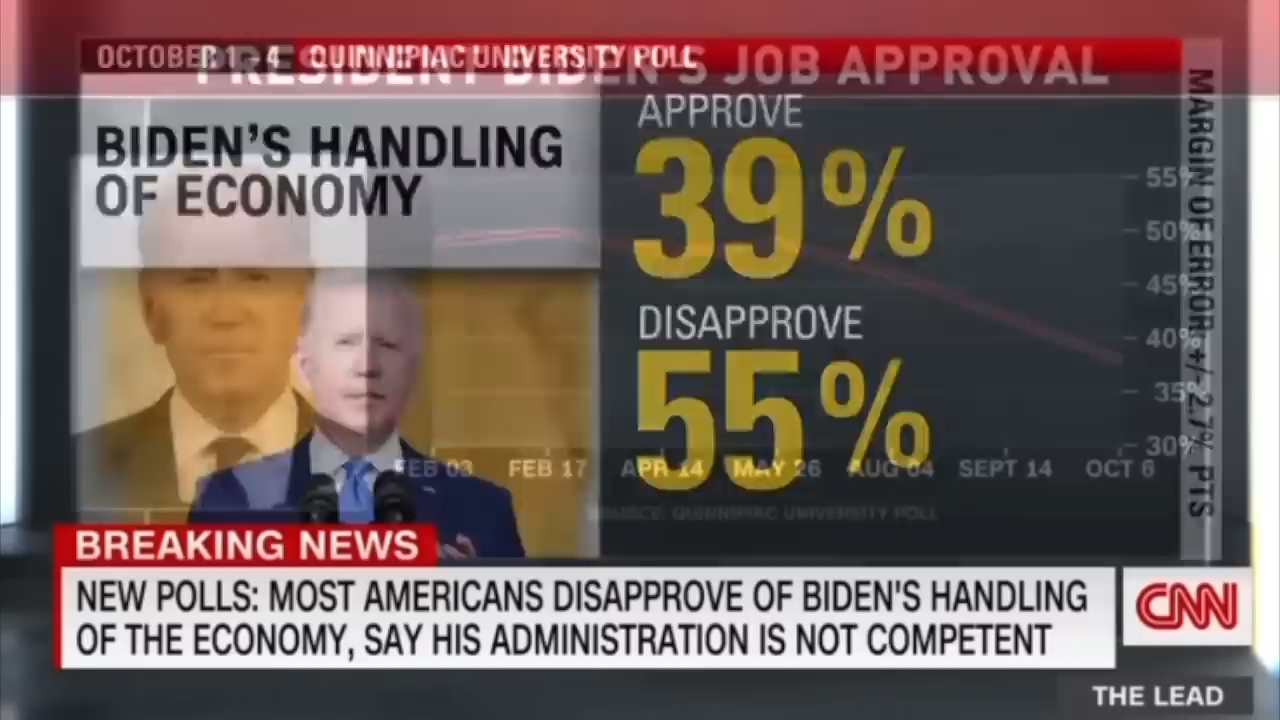 OCTOBER 1 - 4 QUINNIPIAC UNIVERSITY POLL
PRESIDENT BIDEN'S JOB APPROVAL
BIDEN'S HANDLING
OF ECONOMY
APPROVE
39%
DISAPPROVE
55%
55%
50%
45%
40%
35%
30%
FEB 03 FEB 17 APR 14 MAY 26 AUG 04 SEPT 14 OCT 6
SOURCE: QUINNIPIAC UNIVERSITY POLL
MARGIN OF ERROR: +/- 2.7% PTS
BREAKING NEWS
NEW POLLS: MOST AMERICANS DISAPPROVE OF BIDEN'S HANDLING
OF THE ECONOMY, SAY HIS ADMINISTRATION IS NOT COMPETENT
CNN
THE LEAD